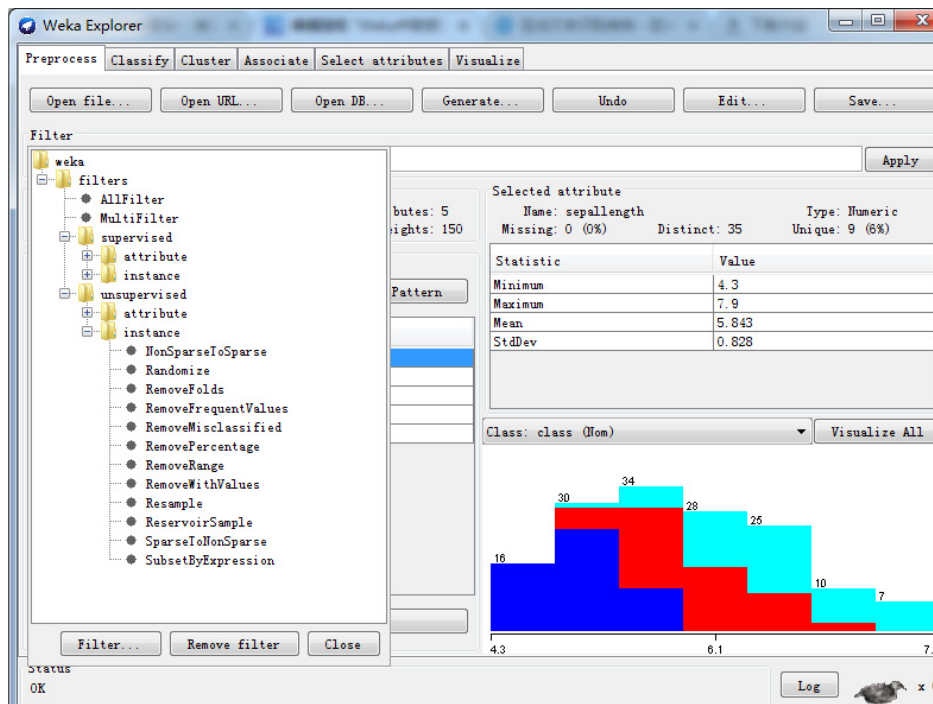 Weka Explorer
Preprocess Classify Cluster Associate Select attributes Visualize
Open file... Open URL... Open DB... Generate... Undo Edit... Save...
Filter
Apply
weka
filters
AllFilter
MultiFilter
supervised
attribute
instance
unsupervised
attribute
instance
NonSparseToSparse
Randomize
RemoveFolds
RemoveFrequentValues
RemoveMisclassified
RemovePercentage
RemoveRange
RemoveWithValues
Resample
ReservoirSample
SparseToNonSparse
SubsetByExpression
Filter... Remove filter Close
butes: 5
eights: 150
Pattern
Selected attribute
Name: sepallength Type: Numeric
Missing: 0 (0%) Distinct: 35 Unique: 9 (6%)
Statistic Value
Minimum 4.3
Maximum 7.9
Mean 5.843
StdDev 0.828
Class: class (Nom) Visualize All
16 30 34 28 25 10 7
4.3 6.1 7.
Status
OK
Log x